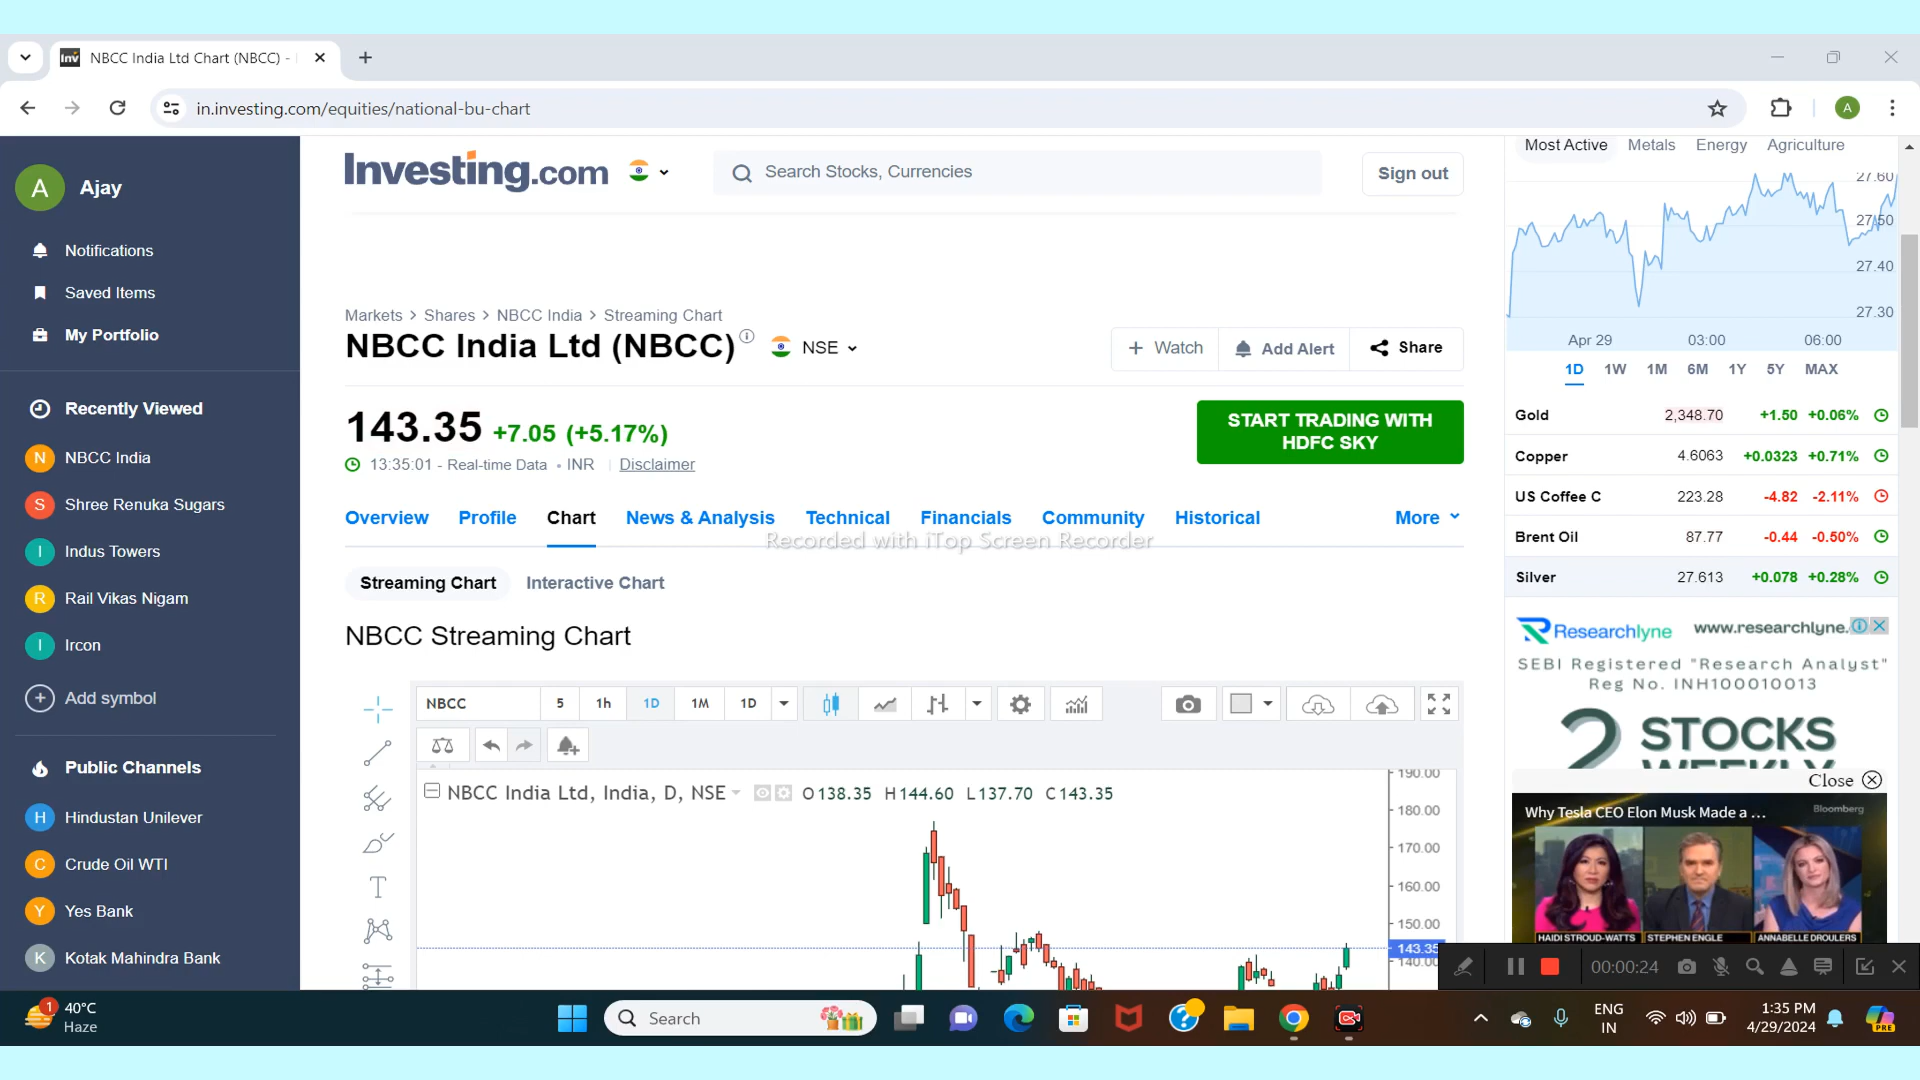 NBCC India Ltd Chart (NBCC) -
in.investing.com/equities/national-bu-chart
A
A
Ajay
Notifications
Saved Items
My Portfolio
Recently Viewed
N NBCC India
S Shree Renuka Sugars
I Indus Towers
R Rail Vikas Nigam
I Ircon
Add symbol
Public Channels
H Hindustan Unilever
C Crude Oil WTI
Y Yes Bank
K Kotak Mahindra Bank
Investing.com
Search Stocks, Currencies
Sign out
Markets > Shares > NBCC India > Streaming Chart
NBCC India Ltd (NBCC)
NSE
+ Watch
Add Alert
Share
143.35 +7.05 (+5.17%)
13:35:01 - Real-time Data • INR | Disclaimer
START TRADING WITH
HDFC SKY
Overview Profile Chart News & Analysis Technical Financials Community Historical More
Recorded with iTop Screen Recorder
Streaming Chart Interactive Chart
NBCC Streaming Chart
NBCC 5 1h 1D 1M 1D
NBCC India Ltd, India, D, NSE O138.35 H144.60 L137.70 C143.35
190.00
180.00
170.00
160.00
150.00
143.35
140.00
Most Active Metals Energy Agriculture
27.60
27.50
27.40
27.30
Apr 29 03:00 06:00
1D 1W 1M 6M 1Y 5Y MAX
Gold 2,348.70 +1.50 +0.06%
Copper 4.6063 +0.0323 +0.71%
US Coffee C 223.28 -4.82 -2.11%
Brent Oil 87.77 -0.44 -0.50%
Silver 27.613 +0.078 +0.28%
Researchlyne www.researchlyne.
SEBI Registered "Research Analyst"
Reg No. INH100010013
2 STOCKS
WEEKLY
Close
Why Tesla CEO Elon Musk Made a ...
Bloomberg
HAIDI STROUD-WATTS STEPHEN ENGLE ANNABELLE DROULERS
00:00:24
1
40°C
Haze
Search
ENG
IN
1:35 PM
4/29/2024
PRE